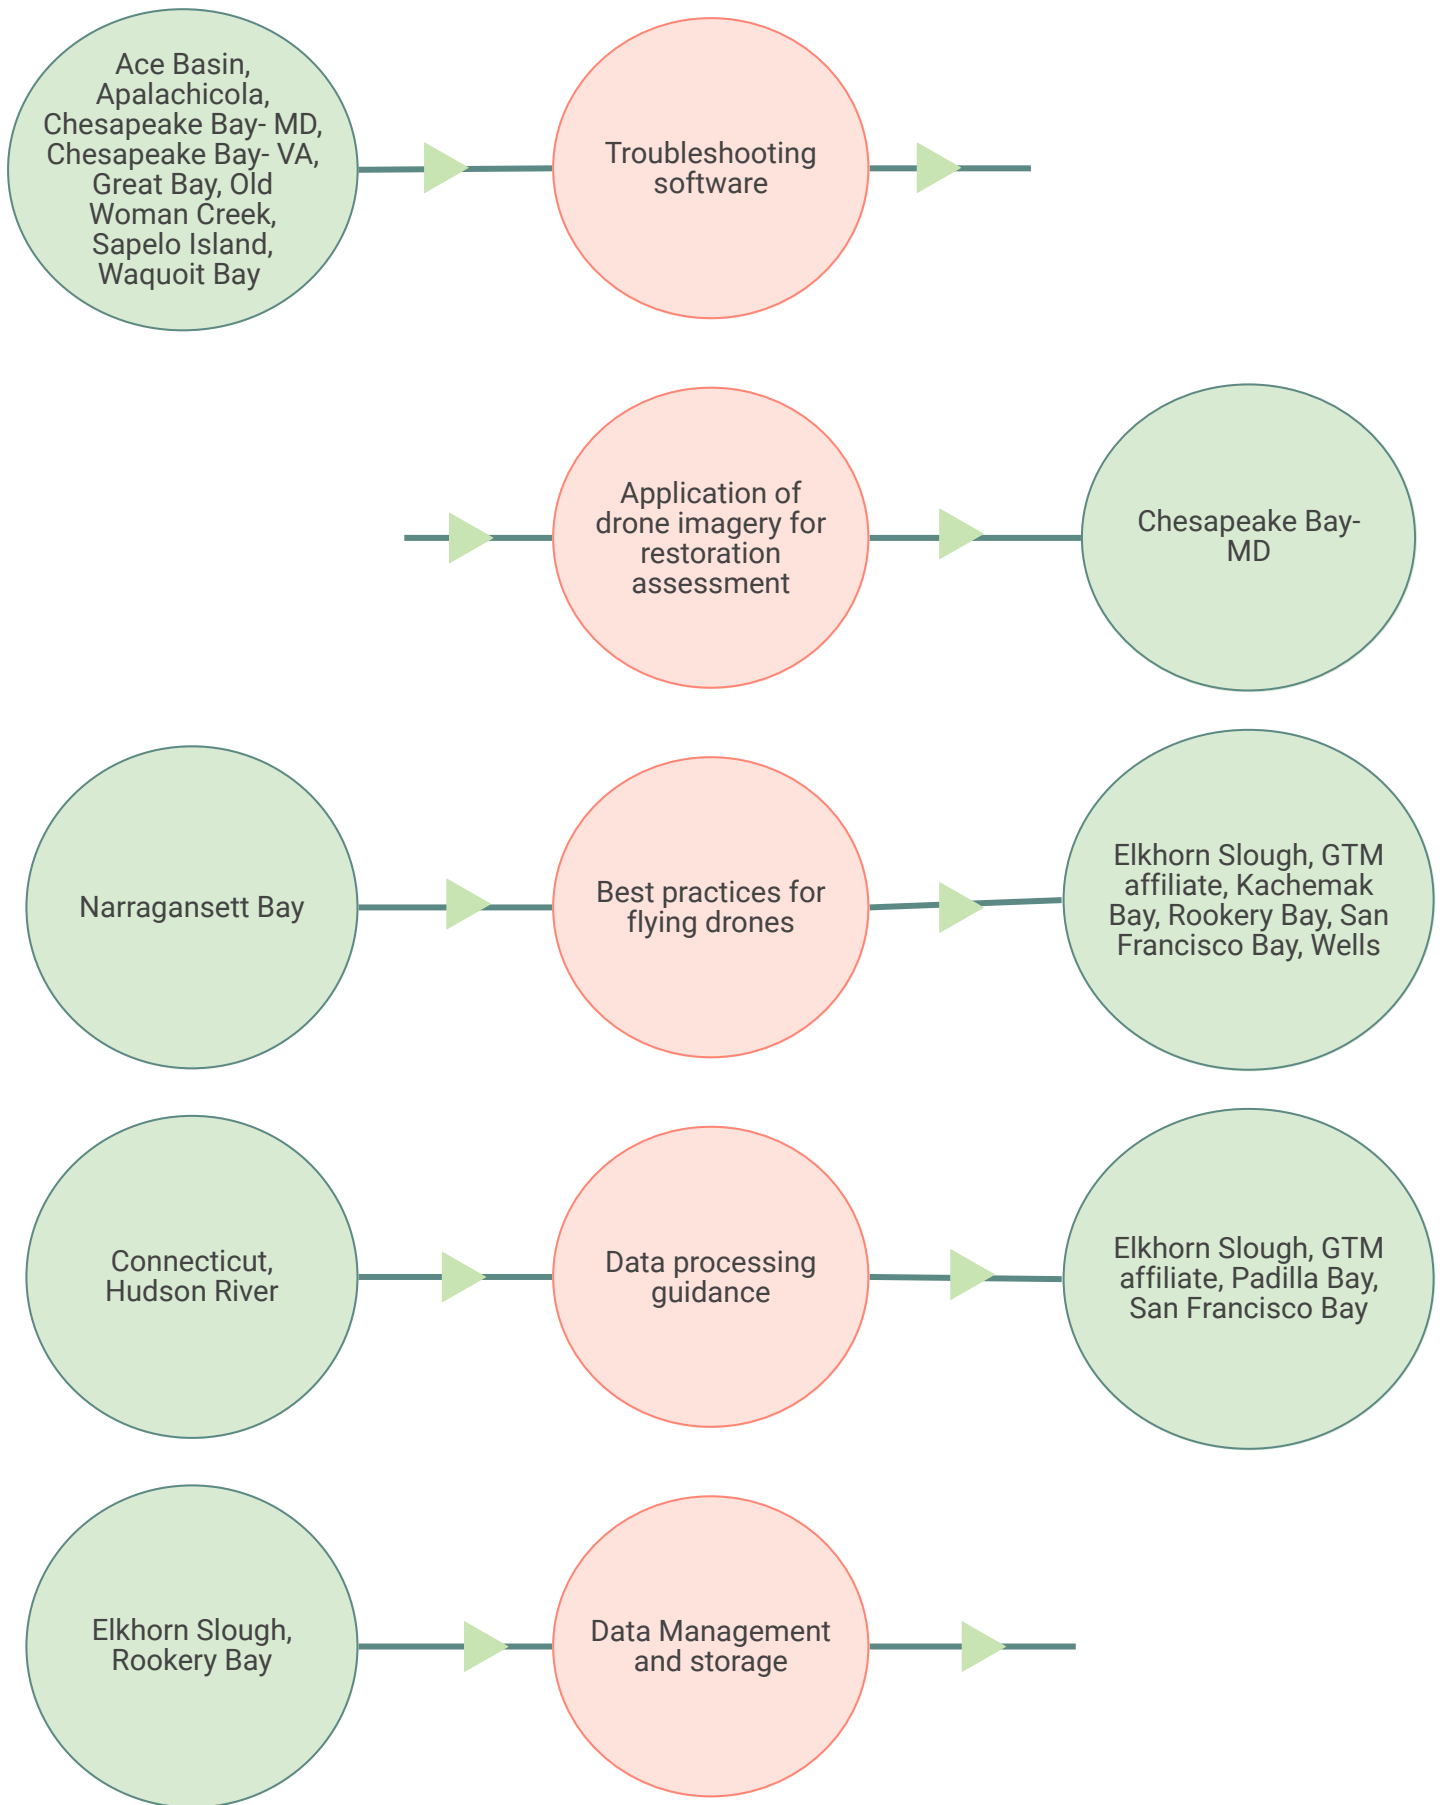 Ace Basin,
Apalachicola,
Chesapeake Bay- MD,
Chesapeake Bay- VA,
Great Bay, Old
Woman Creek,
Sapelo Island,
Waquoit Bay
Troubleshooting
software
Application of
drone imagery for
restoration
assessment
Chesapeake Bay-
MD
Narragansett Bay
Best practices for
flying drones
Elkhorn Slough, GTM
affiliate, Kachemak
Bay, Rookery Bay, San
Francisco Bay, Wells
Connecticut,
Hudson River
Data processing
guidance
Elkhorn Slough, GTM
affiliate, Padilla Bay,
San Francisco Bay
Elkhorn Slough,
Rookery Bay
Data Management
and storage